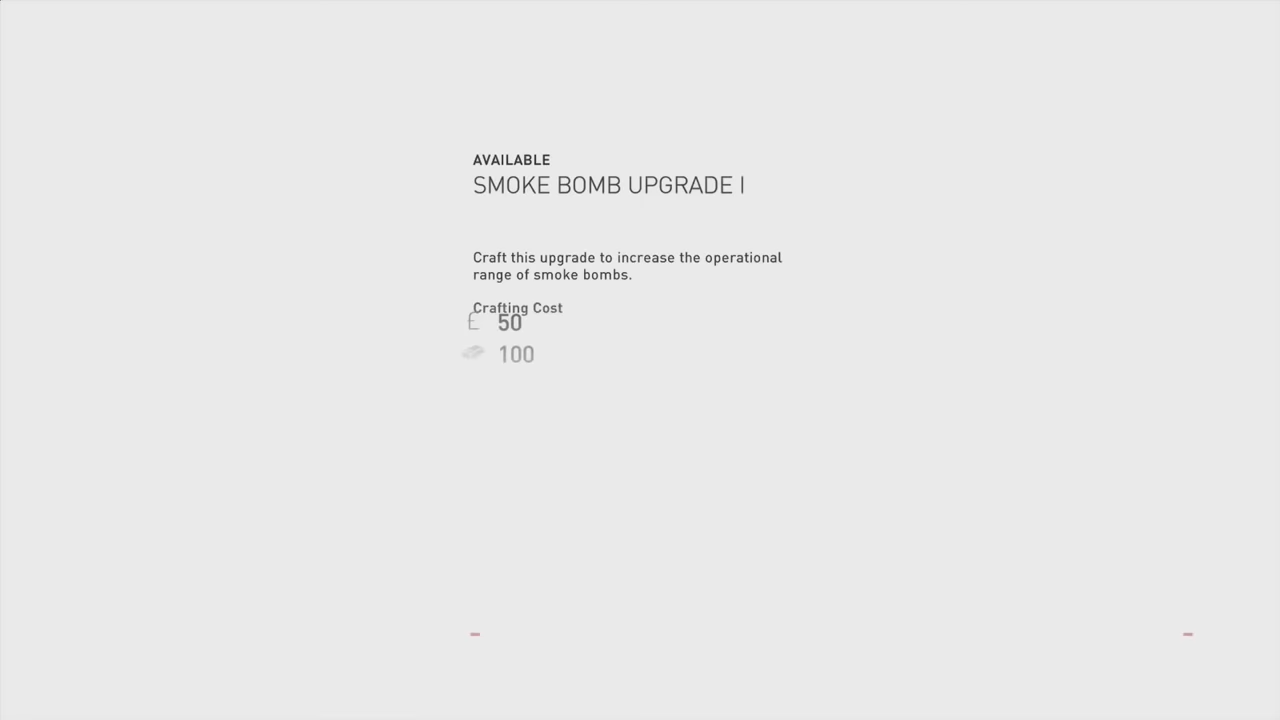 AVAILABLE
SMOKE BOMB UPGRADE I
Craft this upgrade to increase the operational
range of smoke bombs.
Crafting Cost
£ 50
100